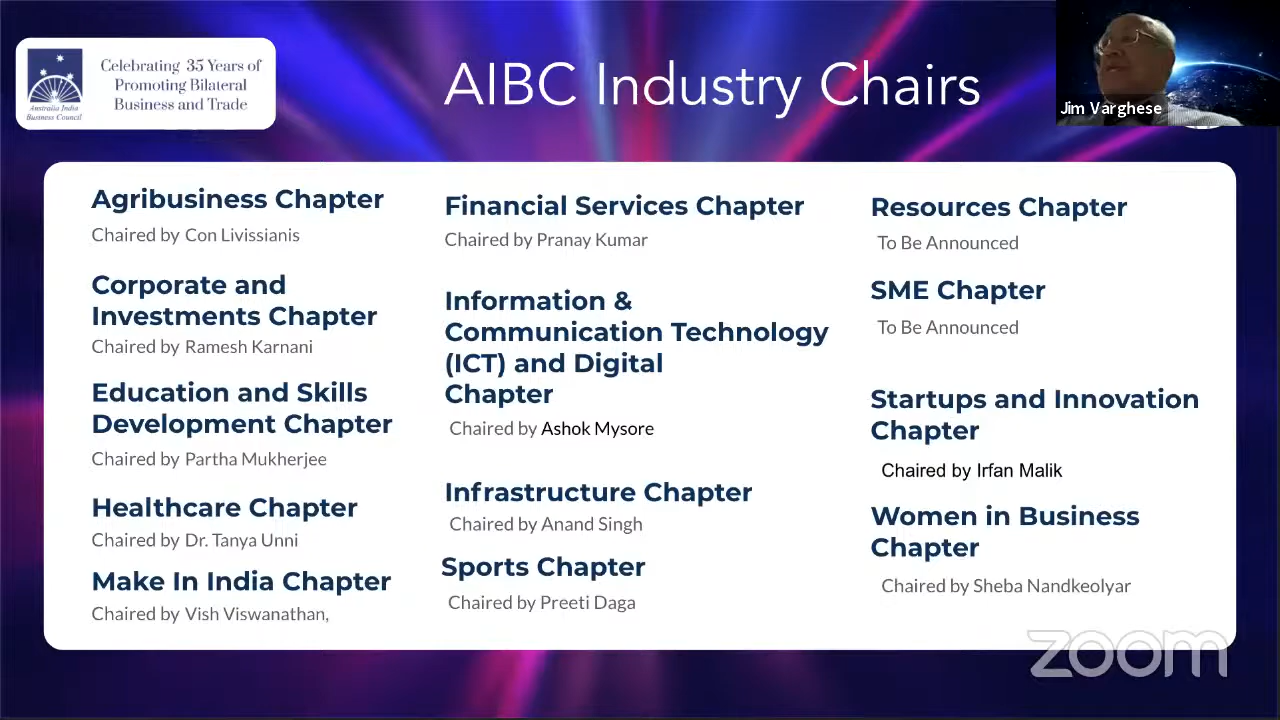 Celebrating 35 Years of
Promoting Bilateral
Business and Trade
Australia India
Business Council
AIBC Industry Chairs
Jim Varghese
Agribusiness Chapter
Chaired by Con Livissianis
Corporate and
Investments Chapter
Chaired by Ramesh Karnani
Education and Skills
Development Chapter
Chaired by Partha Mukherjee
Healthcare Chapter
Chaired by Dr. Tanya Unni
Make In India Chapter
Chaired by Vish Viswanathan,
Financial Services Chapter
Chaired by Pranay Kumar
Information &
Communication Technology
(ICT) and Digital
Chapter
Chaired by Ashok Mysore
Infrastructure Chapter
Chaired by Anand Singh
Sports Chapter
Chaired by Preeti Daga
Resources Chapter
To Be Announced
SME Chapter
To Be Announced
Startups and Innovation
Chapter
Chaired by Irfan Malik
Women in Business
Chapter
Chaired by Sheba Nandkeolyar
zoom